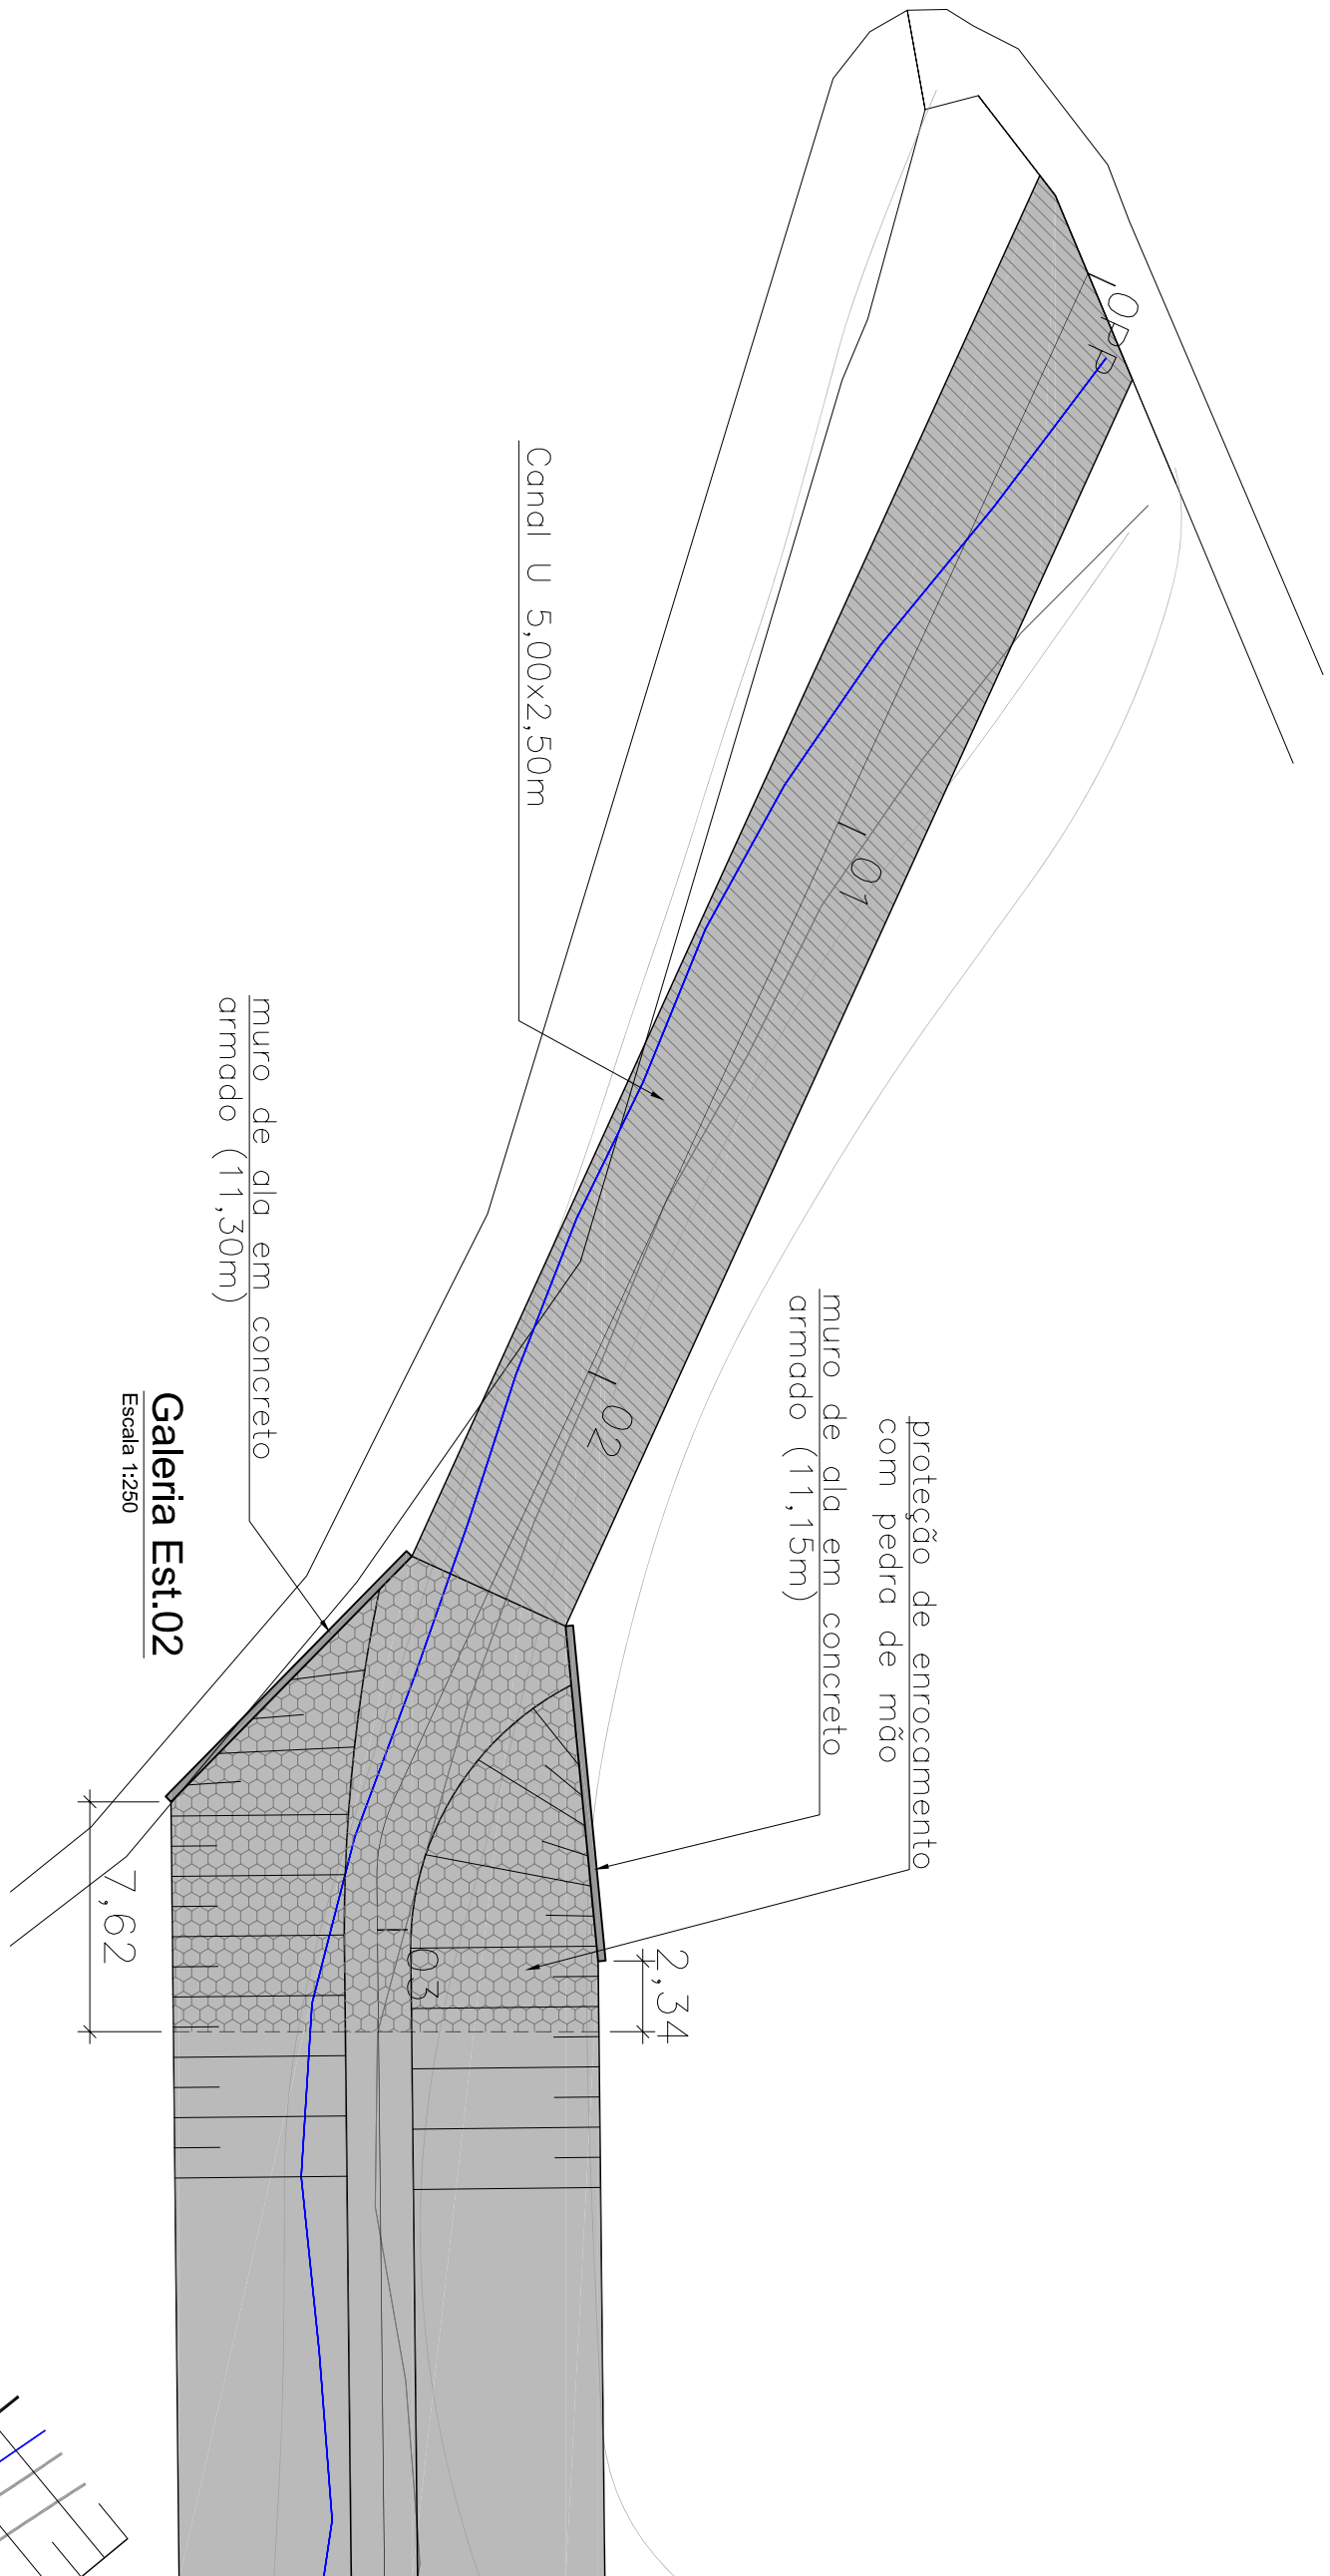 0PP
Canal U 5,00x2,50m
01
02
proteção de enrocamento
com pedra de mão
muro de ala em concreto
armado (11,15m)
muro de ala em concreto
armado (11,30m)
03
2,34
7,62
Galeria Est.02
Escala 1:250